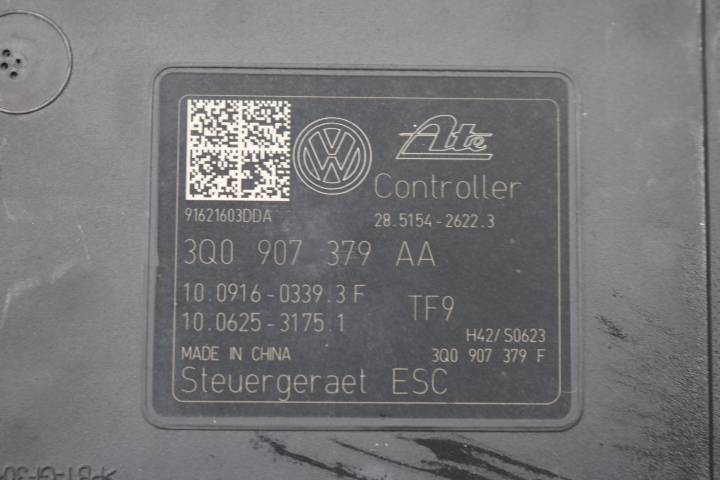 VW
Ate
Controller
91621603DDA
28.5154-2622.3
3Q0 907 379 AA
10.0916-0339.3 F
TF9
10.0625-3175.1
H42/S0623
MADE IN CHINA
3Q0 907 379 F
Steuergeraet ESC